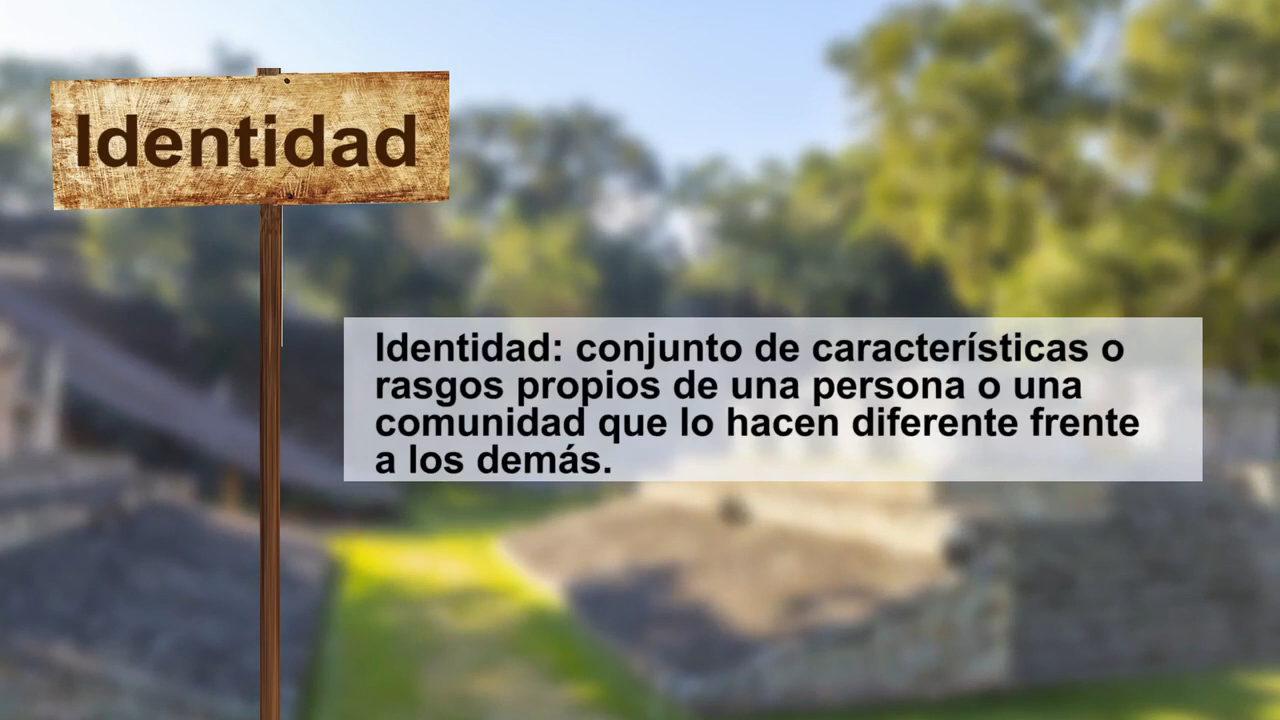 Identidad
Identidad: conjunto de características o
rasgos propios de una persona o una
comunidad que lo hacen diferente frente
a los demás.